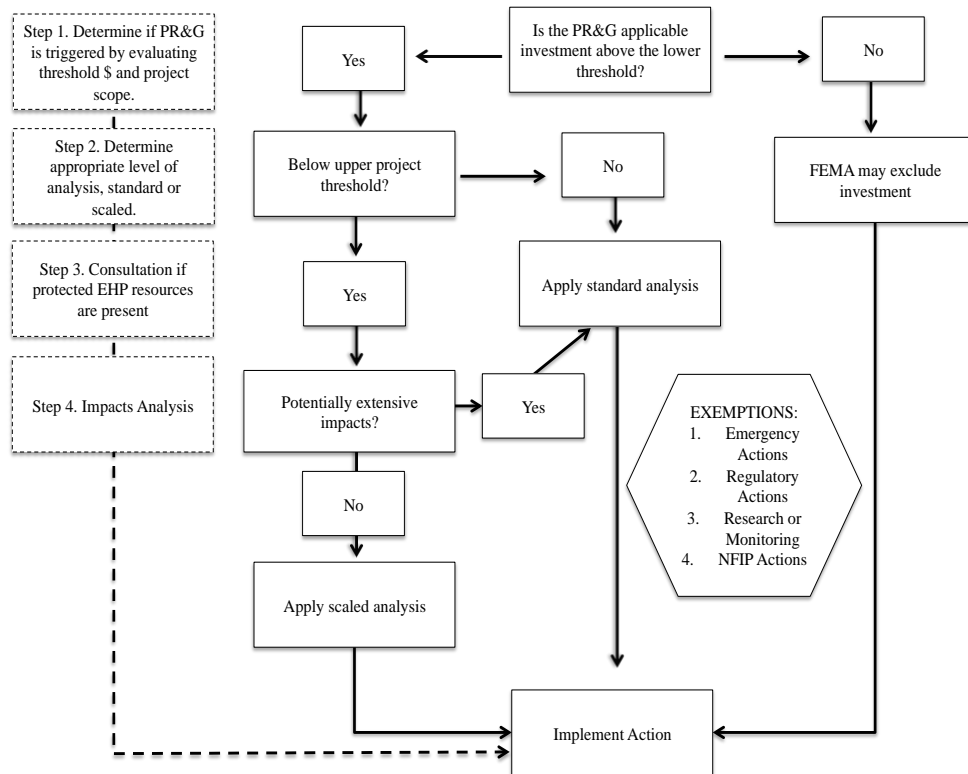 Step 1. Determine if PR&G
is triggered by evaluating
threshold $ and project
scope.
Step 2. Determine
appropriate level of
analysis, standard or
scaled.
Step 3. Consultation if
protected EHP resources
are present
Step 4. Impacts Analysis
Is the PR&G applicable
investment above the lower
threshold?
Yes
No
Below upper project
threshold?
No
FEMA may exclude
investment
Yes
Apply standard analysis
Potentially extensive
impacts?
Yes
No
Apply scaled analysis
EXEMPTIONS:
1. Emergency
Actions
2. Regulatory
Actions
3. Research or
Monitoring
4. NFIP Actions
Implement Action